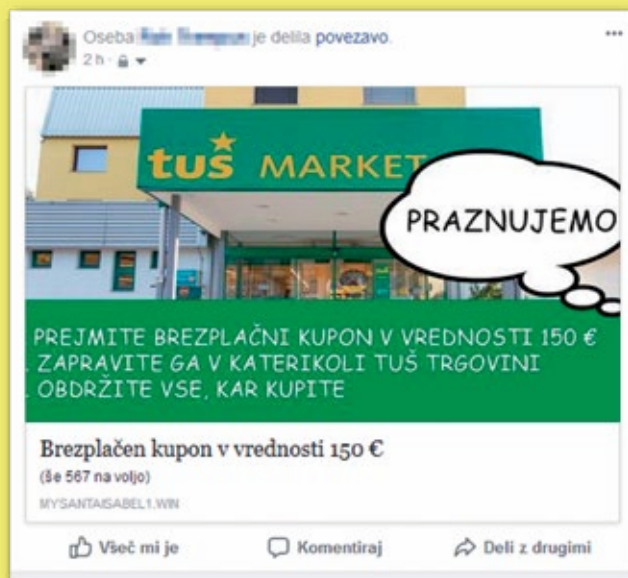 Oseba je delila povezavo.
2 h
tuš MARKET
PRAZNUJEMO
PREJMITE BREZPLAČNI KUPON V VREDNOSTI 150 €
ZAPRAVITE GA V KATERIKOLI TUŠ TRGOVINI
OBDRŽITE VSE, KAR KUPITE
Brezplačen kupon v vrednosti 150 €
(še 567 na voljo)
MYSANTAISABEL1.WIN
Všeč mi je Komentiraj Deli z drugimi